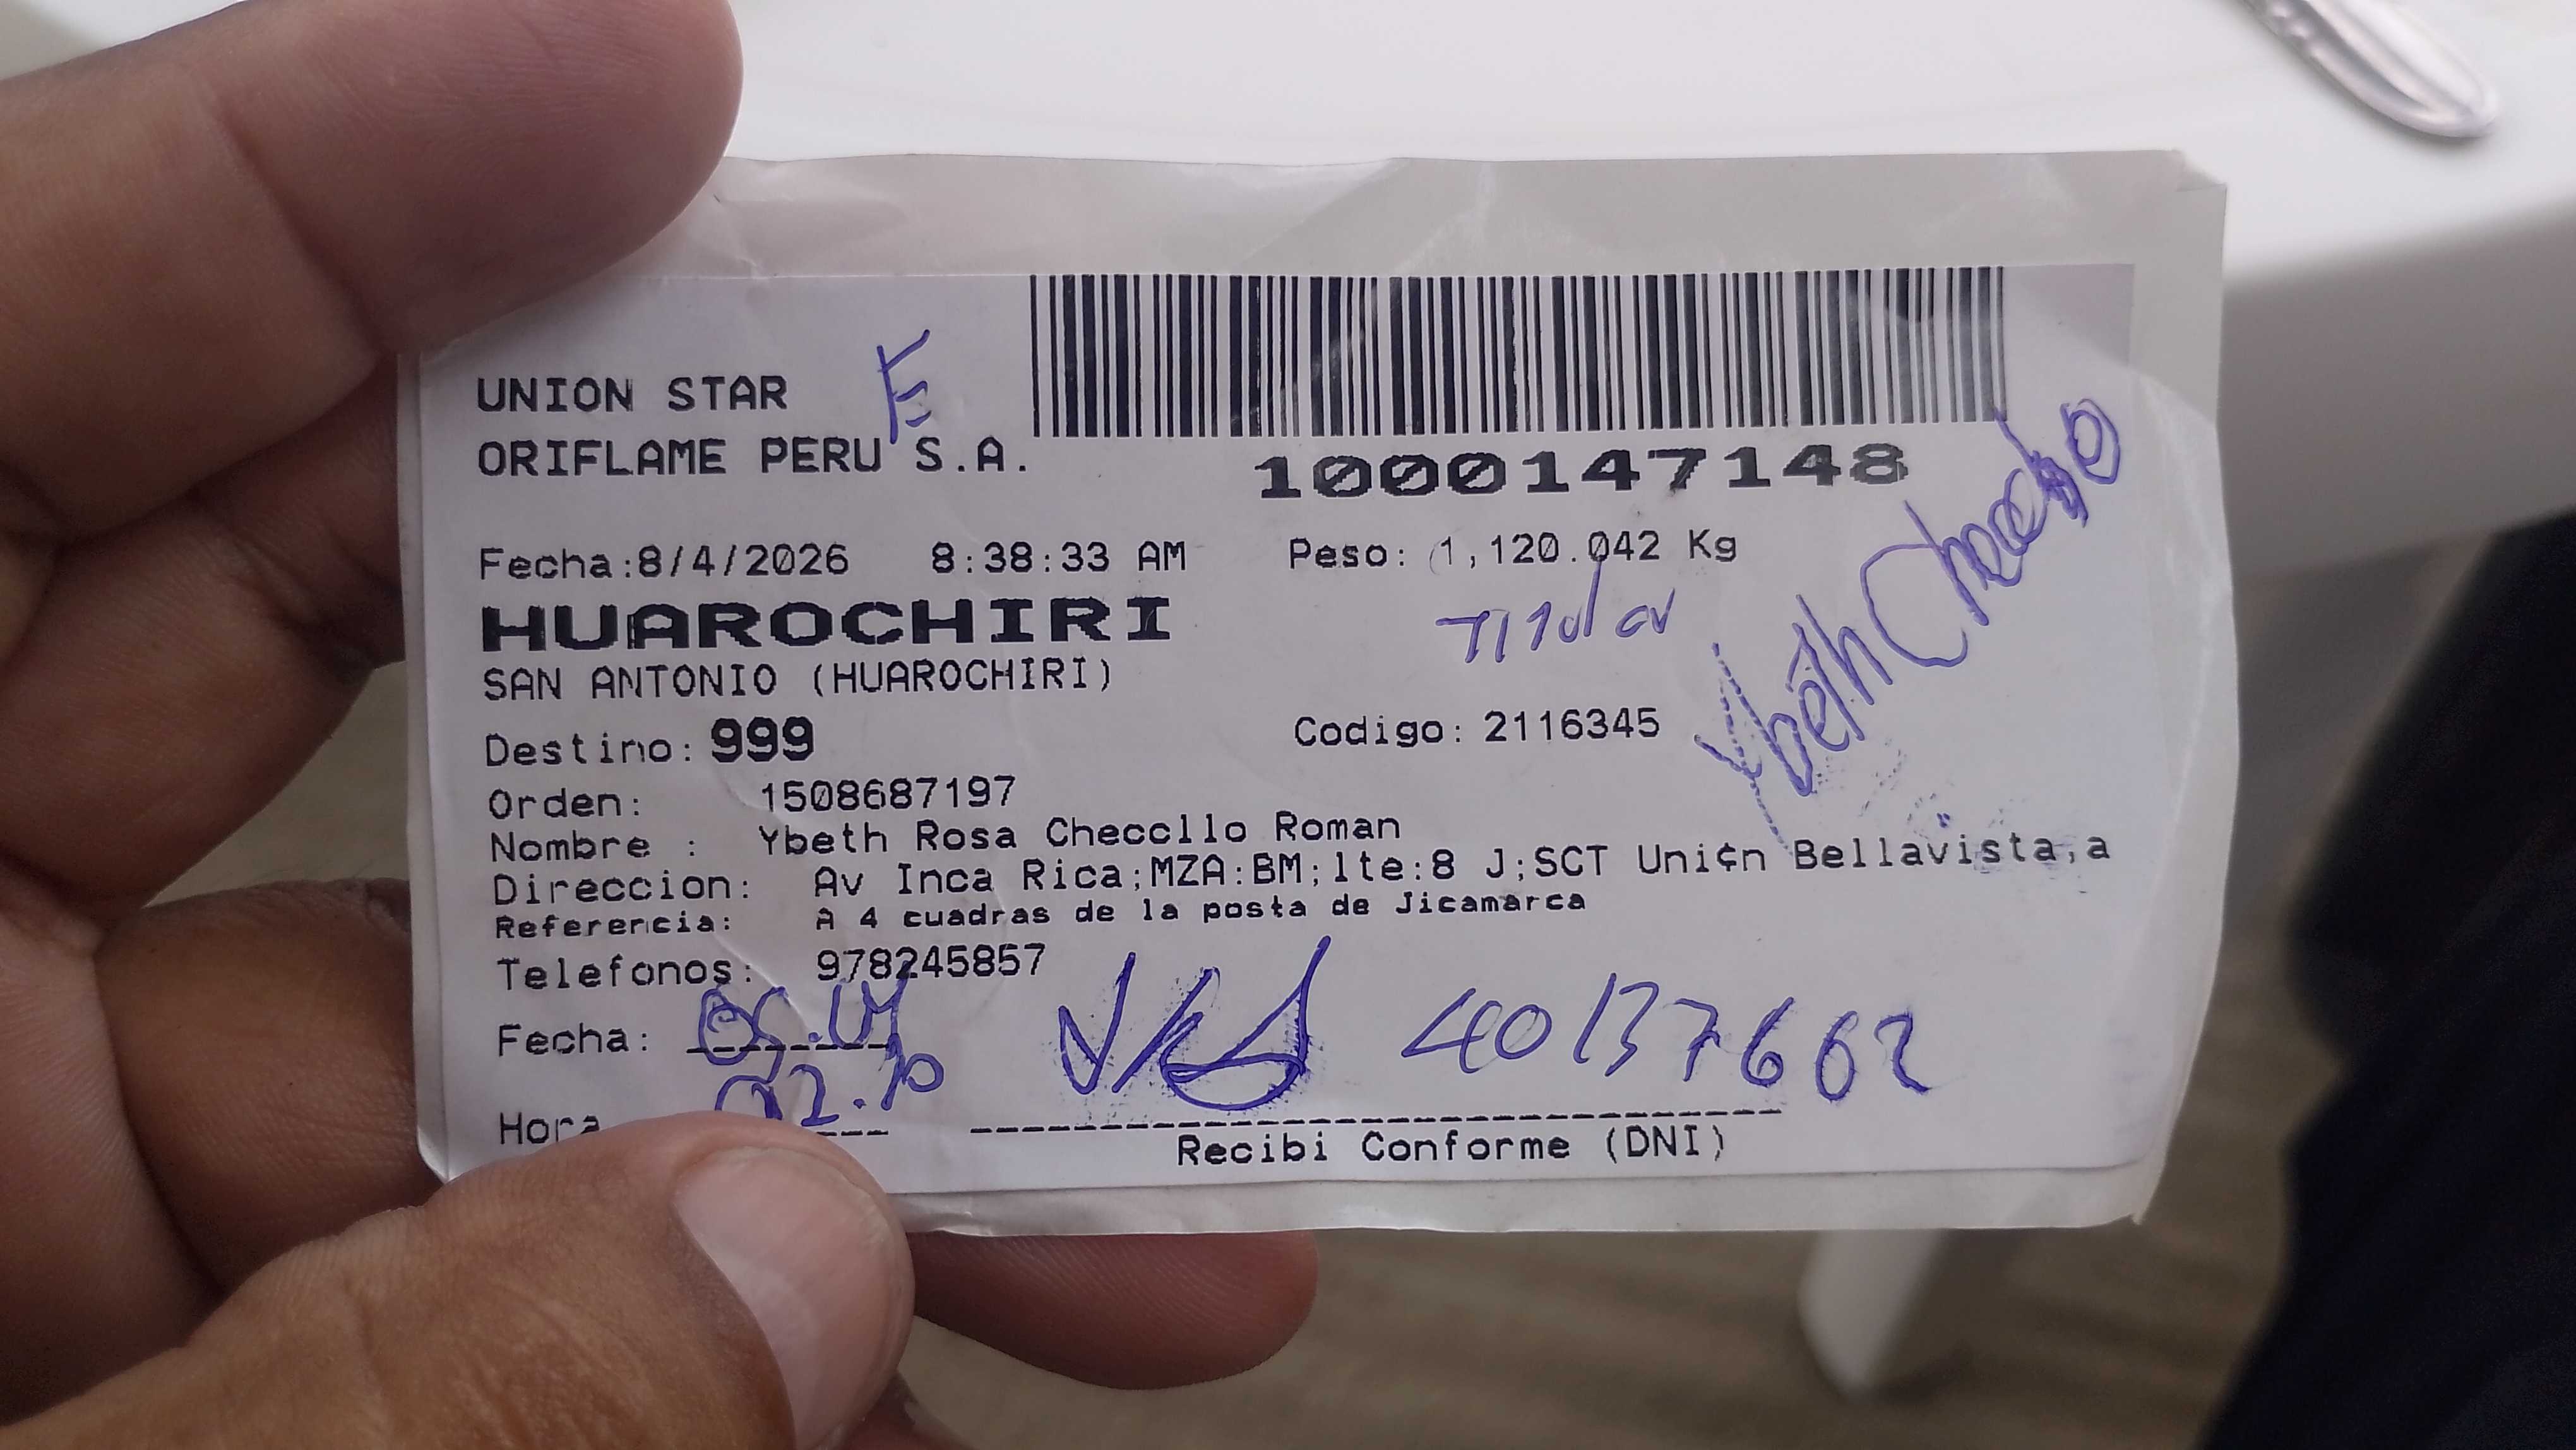 UNION STAR E
ORIFLAME PERU S.A.
1000147148
Fecha:8/4/2026 8:38:33 AM Peso: 1,120.042 Kg
HUAROCHIRI
Titular
SAN ANTONIO (HUAROCHIRI)
Ybeth
Destino: 999 Codigo: 2116345
Orden: 1508687197
Nombre : Ybeth Rosa Checcllo Roman
Direccion: Av Inca Rica;MZA:BM;lte:8 J;SCT Uni¢n Bellavista,a
Referencia: A 4 cuadras de la posta de Jicamarca
Telefonos: 978245857
Fecha:
40137662
Hora
Recibi Conforme (DNI)